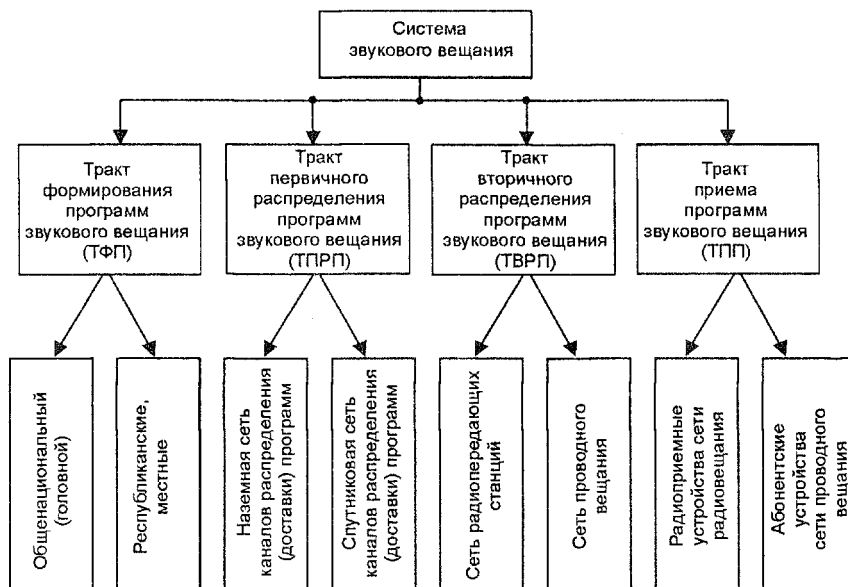 Система
звукового вещания
Тракт
формирования
программ
звукового вещания
(ТФП)
Тракт
первичного
распределения
программ
звукового вещания
(ТПРП)
Тракт
вторичного
распределения
программ
звукового вещания
(ТВРП)
Тракт
приема
программ
звукового вещания
(ТПП)
Общенациональный
(головной)
Республиканские,
местные
Наземная сеть
каналов распределения
(доставки) программ
Спутниковая сеть
каналов распределения
(доставки) программ
Сеть радиопередающих
станций
Сеть проводного
вещания
Радиоприемные
устройства сети
радиовещания
Абонентские
устройства
сети проводного
вещания